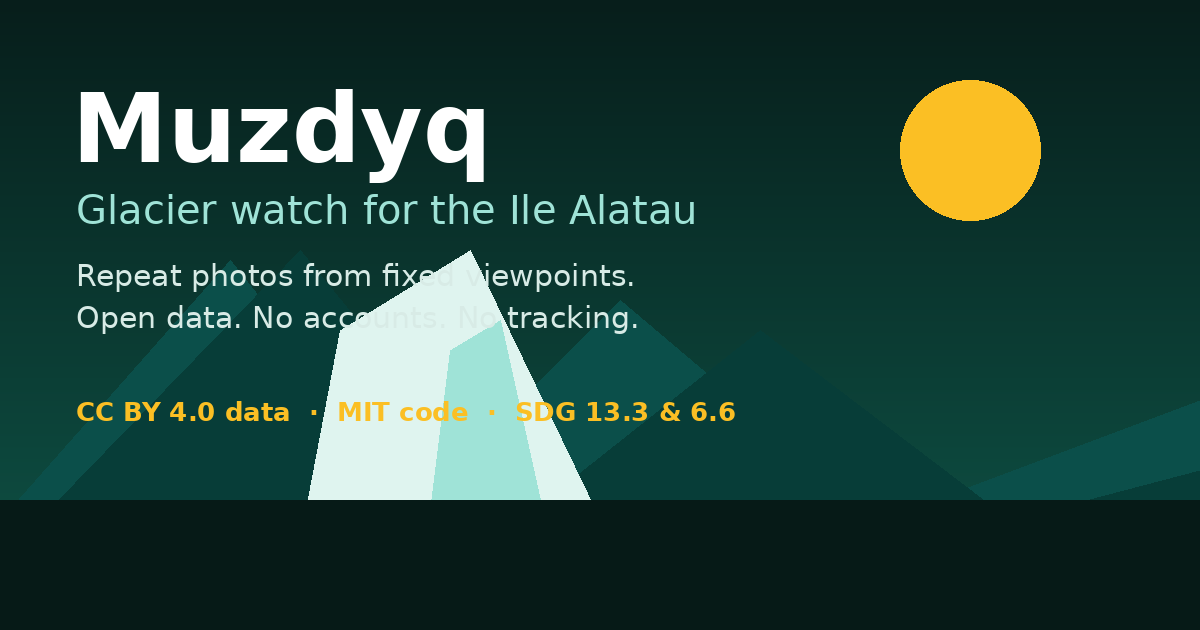 Muzdyq
Glacier watch for the Ile Alatau
Repeat photos from fixed viewpoints.
Open data. No accounts. No tracking.
CC BY 4.0 data · MIT code · SDG 13.3 & 6.6